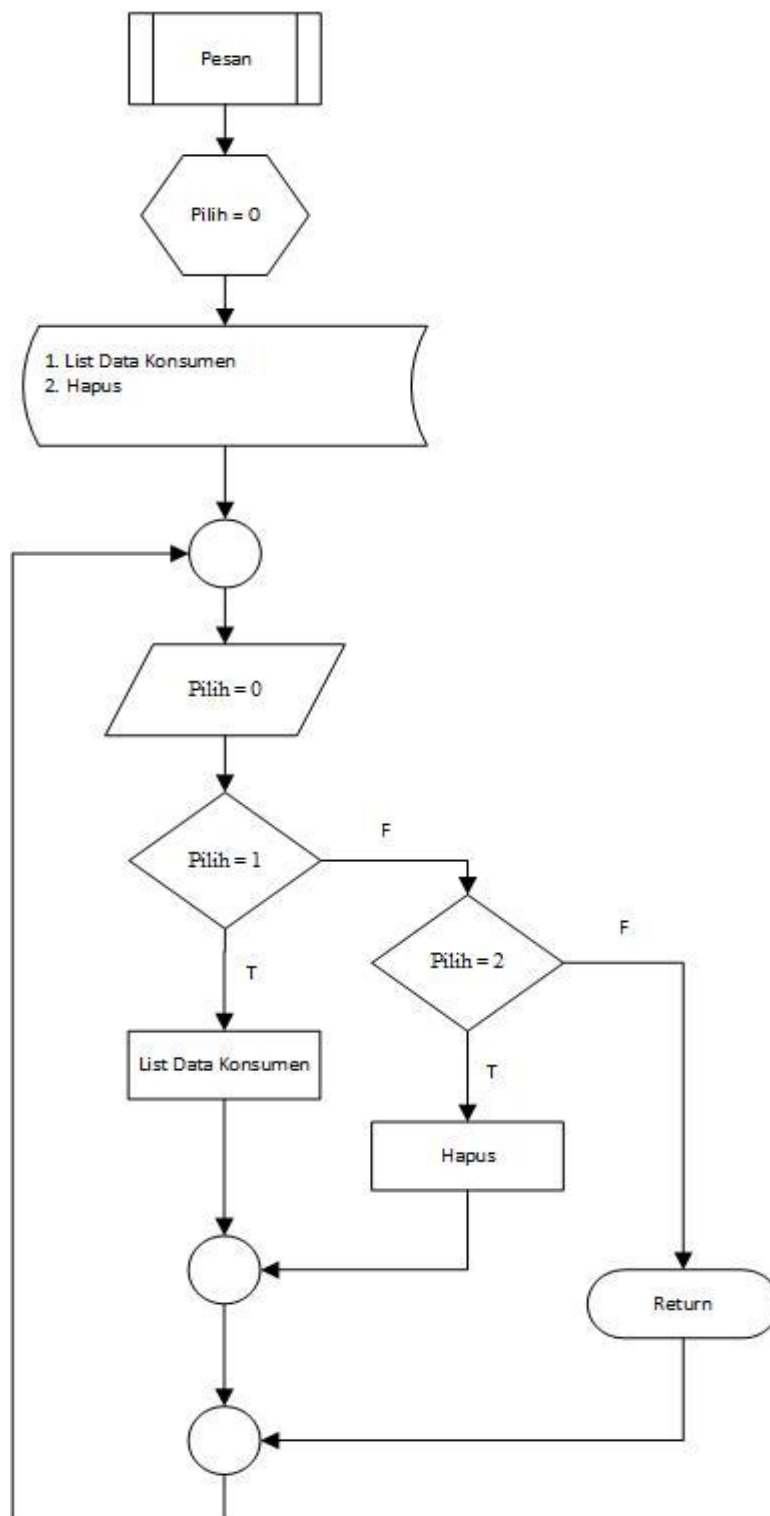 Pesan
Pilih = 0
1. List Data Konsumen
2. Hapus
Pilih = 0
Pilih = 1
F
T
Pilih = 2
F
T
List Data Konsumen
Hapus
Return